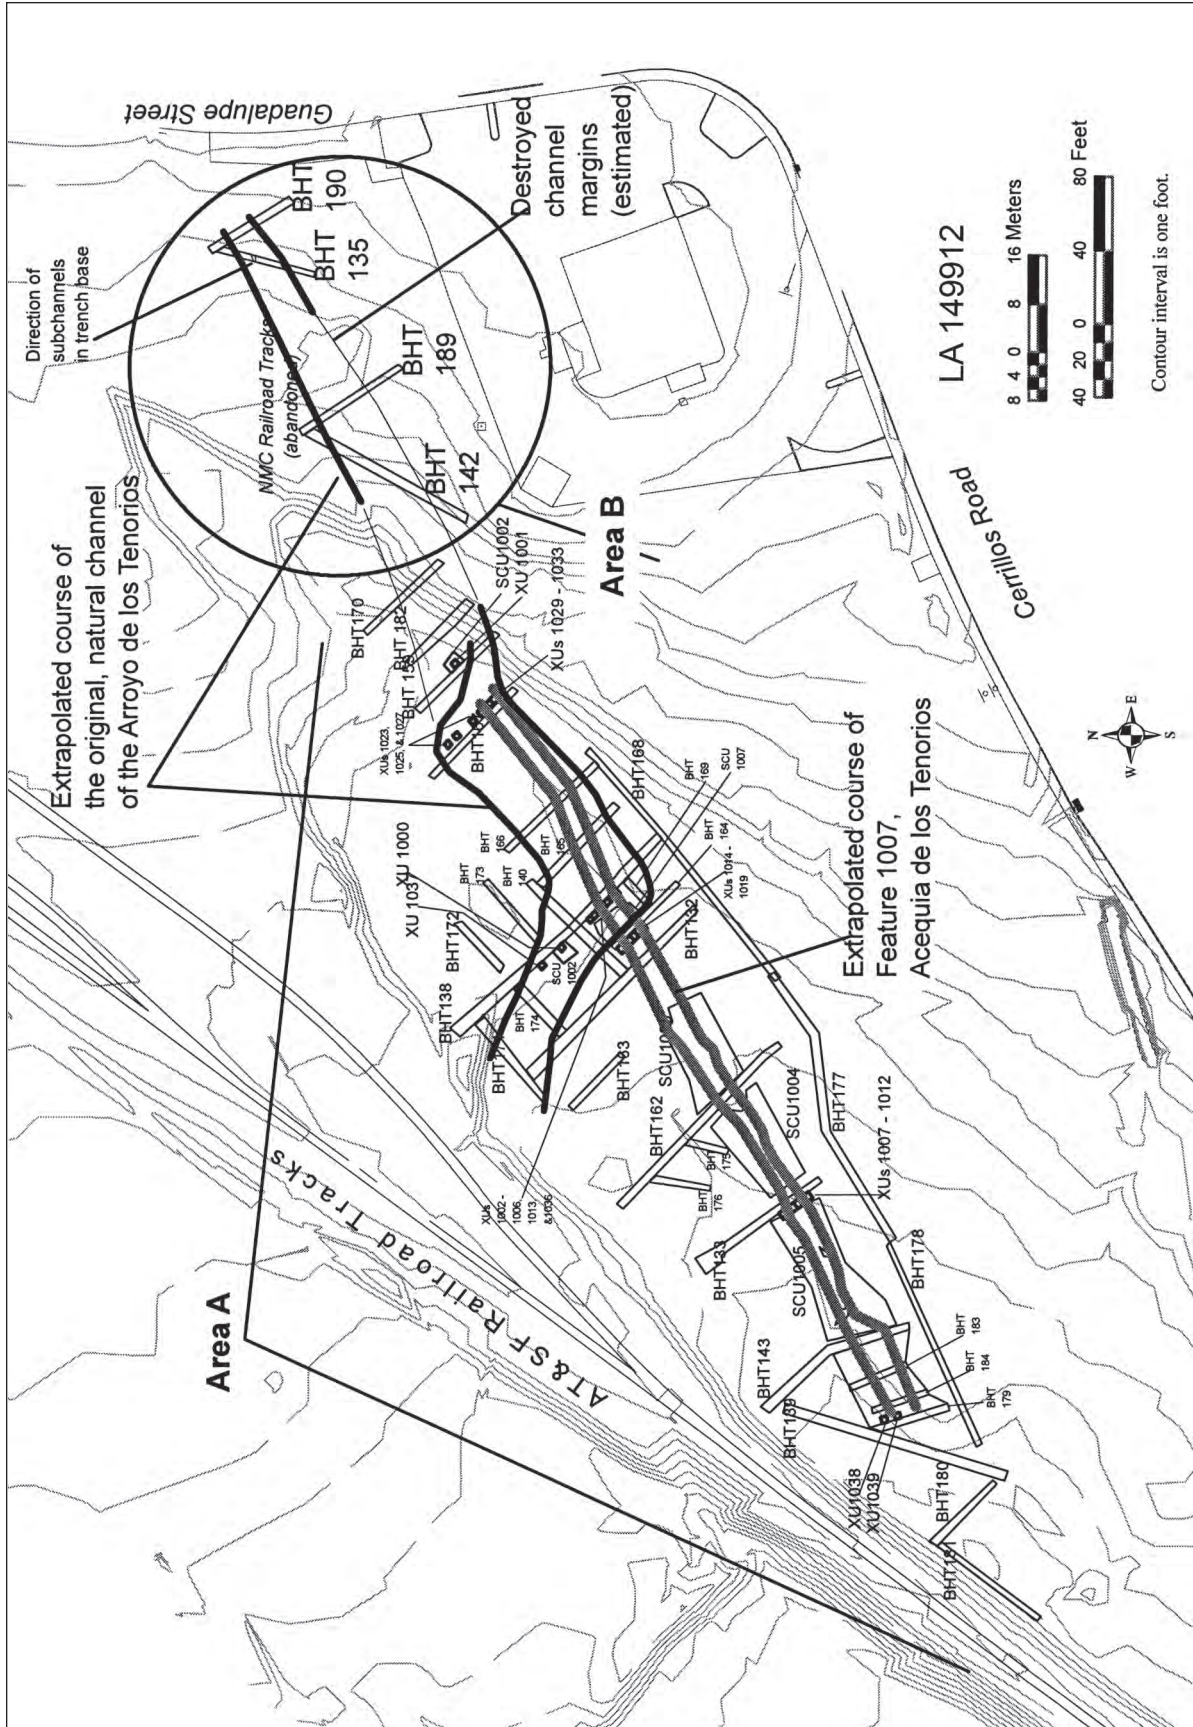 Guadalupe Street
Direction of
subchannels
in trench base
BHT
190
BHT
135
Destroyed
channel
margins
(estimated)
NMC Railroad Tracks
(abandoned)
BHT
189
BHT
142
Extrapolated course of
the original, natural channel
of the Arroyo de los Tenorios
Area B
BHT170
BHT 182
SCU1002
XU 1001
XUs 1029 - 1033
XUs 1023,
1025, &1027
BHT168
BHT
169
SCU
1007
BHT
166
BHT
165
BHT
164
XU 1000
BHT
173
BHT
140
XUs 1014 -
1019
BHT172
BHT132
SCU
1002
BHT138
BHT
174
BHT163
Extrapolated course of
Feature 1007,
Acequia de los Tenorios
BHT162
SCU1004
BHT177
BHT
175
BHT
176
XUs
1002 -
1006,
1013,
&1036
XUs 1007 - 1012
BHT133
SCU1005
BHT178
Area A
AT&SF Railroad Tracks
BHT143
BHT
183
BHT
184
BHT
179
BHT139
XU1038
XU1039
BHT180
BHT181
Cerrillos Road
N
W
E
S
LA 149912
8 4 0 8 16 Meters
40 20 0 40 80 Feet
Contour interval is one foot.